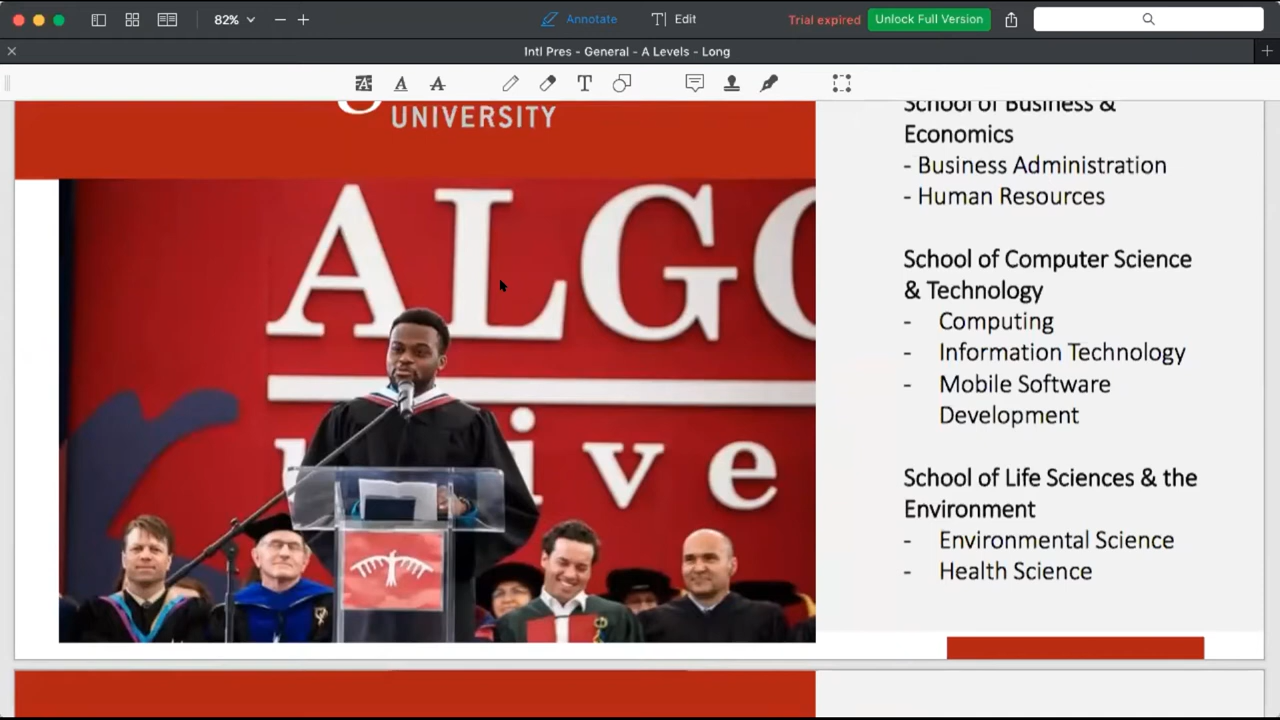 82%
Annotate
Edit
Trial expired
Unlock Full Version
Intl Pres - General - A Levels - Long
UNIVERSITY
School of Business &
Economics
- Business Administration
- Human Resources
School of Computer Science
& Technology
- Computing
- Information Technology
- Mobile Software
Development
School of Life Sciences & the
Environment
- Environmental Science
- Health Science
ALGO
ive